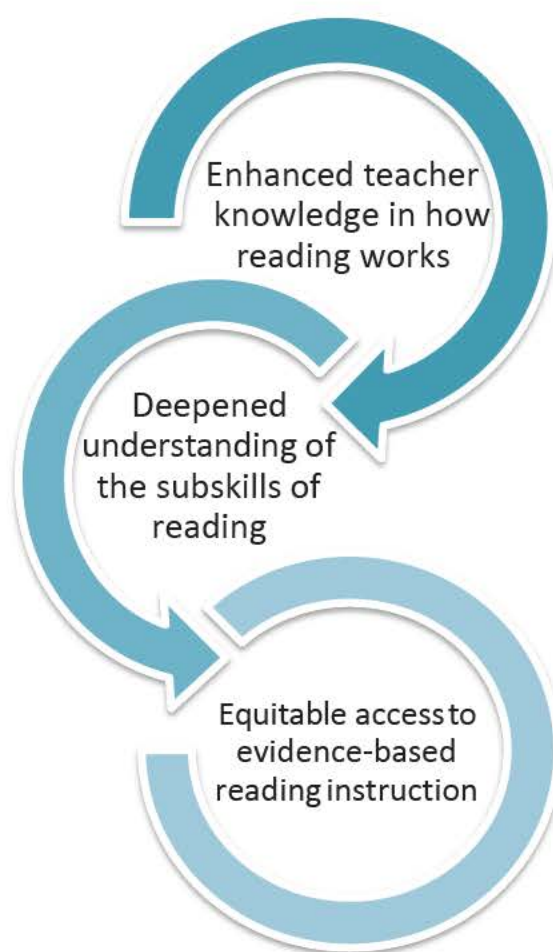 Enhanced teacher
knowledge in how
reading works
Deepened
understanding of
the subskills of
reading
Equitable access to
evidence-based
reading instruction